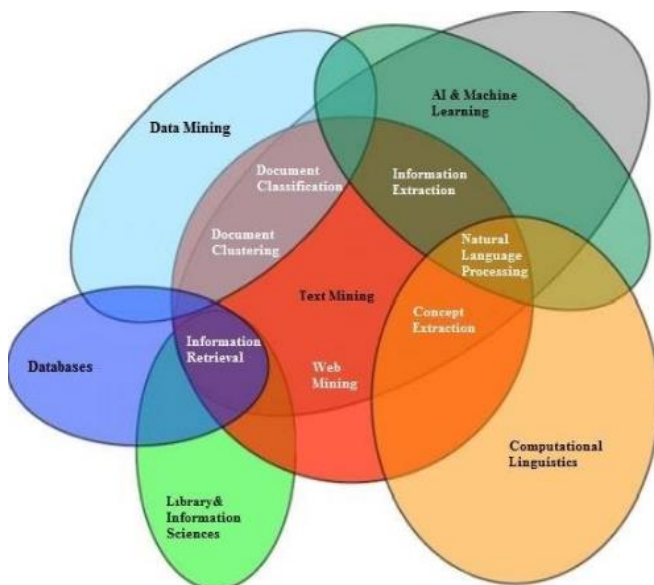 AI & Machine
Learning
Data Mining
Document
Classification
Information
Extraction
Document
Clustering
Natural
Language
Processing
Text Mining
Concept
Extraction
Information
Retrieval
Databases
Web
Mining
Computational
Linguistics
Library&
Information
Sciences